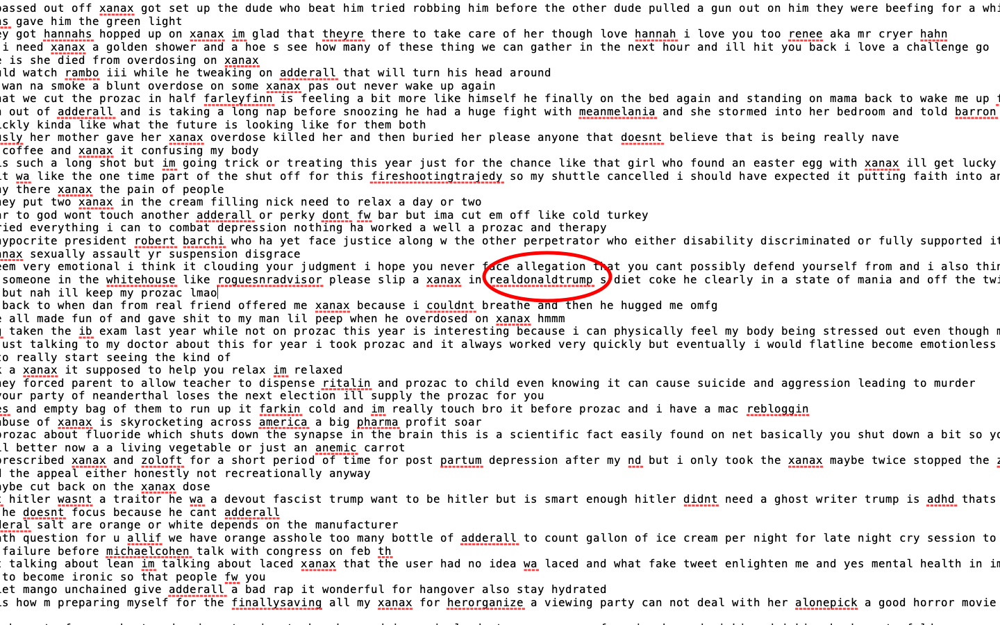 passed out off xanax got set up the dude who beat him tried robbing him before the other dude pulled a gun out on him they were beefing for a whi
as gave him the green light
ey got hannahs hopped up on xanax im glad that theyre there to take care of her though love hannah i love you too renee aka mr cryer hahn
i need xanax a golden shower and a hoe s see how many of these thing we can gather in the next hour and ill hit you back i love a challenge go
e is she died from overdosing on xanax
uld watch rambo iii while he tweaking on adderall that will turn his head around
wan na smoke a blunt overdose on some xanax pas out never wake up again
hat we cut the prozac in half farleyfinn is feeling a bit more like himself he finally on the bed again and standing on mama back to wake me up f
n out of adderall and is taking a long nap before snoozing he had a huge fight with meanmelania and she stormed into her bedroom and told barron
ickly kinda like what the future is looking like for them both
usly her mother gave her xanax overdose killed her and then buried her please anyone that doesnt believe that is being really nave
coffee and xanax it confusing my body
is such a long shot but im going trick or treating this year just for the chance like that girl who found an easter egg with xanax ill get lucky
it wa like the one time part of the shut off for this fireshootingtrajedy so my shuttle cancelled i should have expected it putting faith into an
ay there xanax the pain of people
hey put two xanax in the cream filling nick need to relax a day or two
ar to god wont touch another adderall or perky dont fw bar but ima cut em off like cold turkey
ried everything i can to combat depression nothing ha worked a well a prozac and therapy
hypocrite president robert barchi who ha yet face justice along w the other perpetrator who either disability discriminated or fully supported it
anax sexually assault yr suspension disgrace
eem very emotional i think it clouding your judgment i hope you never face allegation that you cant possibly defend yourself from and i also thin
someone in the whitehouse like roguesnradvisor please slip a xanax in realdonaldtrump s diet coke he clearly in a state of mania and off the twi
but nah ill keep my prozac lmao
back to when dan from real friend offered me xanax because i couldnt breathe and then he hugged me omfg
e all made fun of and gave shit to my man lil peep when he overdosed on xanax hmmm
g taken the ib exam last year while not on prozac this year is interesting because i can physically feel my body being stressed out even though m
just talking to my doctor about this for year i took prozac and it always worked very quickly but eventually i would flatline become emotionless
to really start seeing the kind of
k a xanax it supposed to help you relax im relaxed
hey forced parent to allow teacher to dispense ritalin and prozac to child even knowing it can cause suicide and aggression leading to murder
your party of neanderthal loses the next election ill supply the prozac for you
es and empty bag of them to run up it farkin cold and im really touch bro it before prozac and i have a mac rebloggin
abuse of xanax is skyrocketing across america a big pharma profit soar
prozac about fluoride which shuts down the synapse in the brain this is a scientific fact easily found on net basically you shut down a bit so yo
ll better now a a living vegetable or just an anemic carrot
prescribed xanax and zoloft for a short period of time for post partum depression after my nd but i only took the xanax maybe twice stopped the z
d the appeal either honestly not recreationally anyway
aybe cut back on the xanax dose
t hitler wasnt a traitor he wa a devout fascist trump want to be hitler but is smart enough hitler didnt need a ghost writer trump is adhd thats
he doesnt focus because he cant adderall
deral salt are orange or white depends on the manufacturer
ath question for u allif we have orange asshole too many bottle of adderall to count gallon of ice cream per night for late night cry session to
failure before michaelcohen talk with congress on feb th
t talking about lean im talking about laced xanax that the user had no idea wa laced and what fake tweet enlighten me and yes mental health in im
to become ironic so that people fw you
iet mango unchained give adderall a bad rap it wonderful for hangover also stay hydrated
is how m preparing myself for the finallysaving all my xanax for herorganize a viewing party can not deal with her alonepick a good horror movie